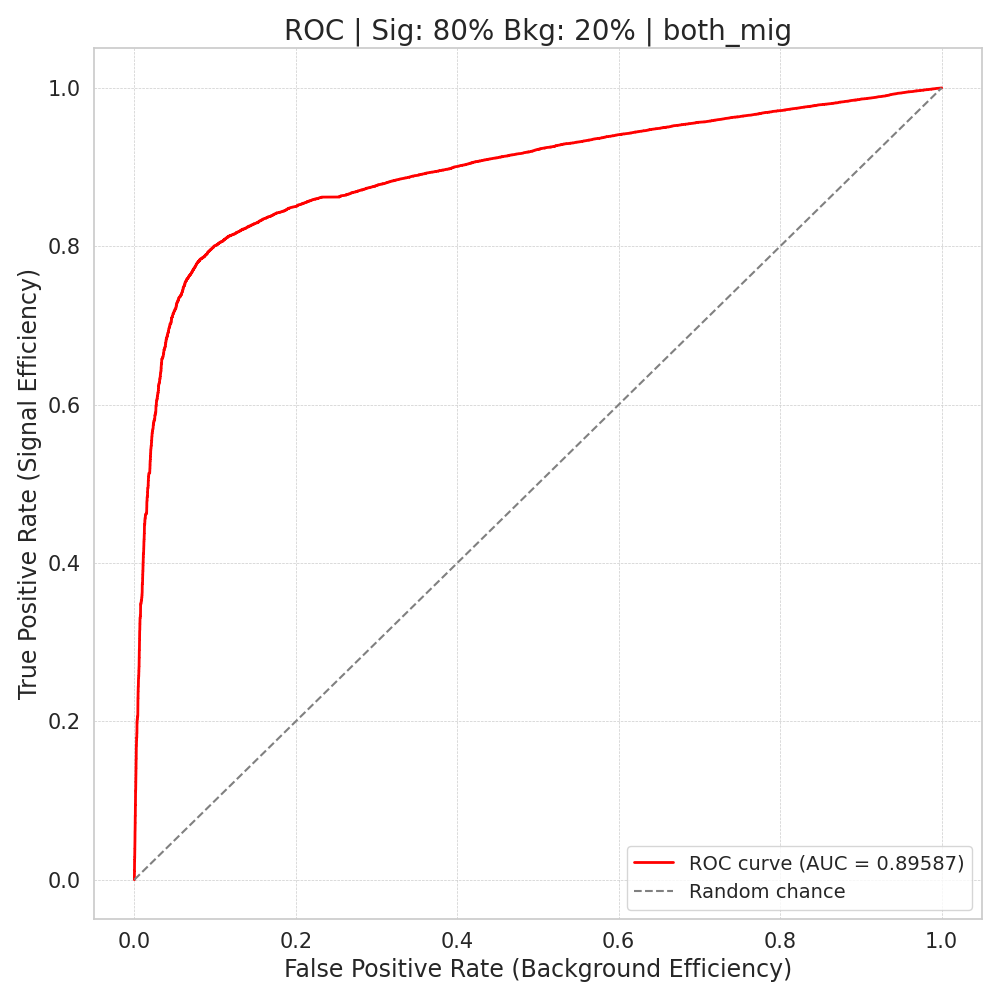 ROC | Sig: 80% Bkg: 20% | both_mig
True Positive Rate (Signal Efficiency)
1.0
0.8
0.6
0.4
0.2
0.0
ROC curve (AUC = 0.89587)
Random chance
0.0 0.2 0.4 0.6 0.8 1.0
False Positive Rate (Background Efficiency)